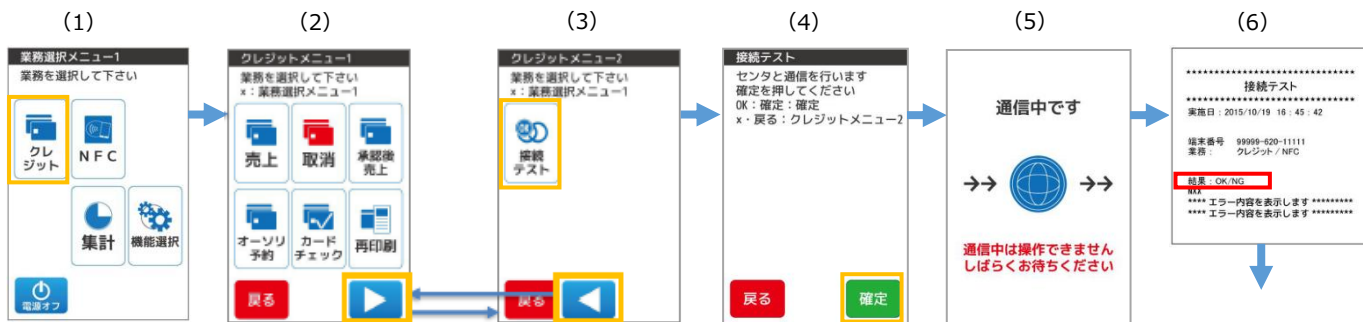 (1)
業務選択メニュー1
業務を選択して下さい
クレ
ジット
NFC
集計
機能選択
電源オフ
(2)
クレジットメニュー1
業務を選択して下さい
x:業務選択メニュー1
売上
取消
承認後
売上
オーソリ
予約
カード
チェック
再印刷
戻る
(3)
クレジットメニュー2
業務を選択して下さい
x:業務選択メニュー1
OK
接続
テスト
戻る
(4)
接続テスト
センタと通信を行います
確定を押してください
OK:確定:確定
x・戻る:クレジットメニュー2
戻る
確定
(5)
通信中です
→→ →→
通信中は操作できません
しばらくお待ちください
(6)
*******************************
接続テスト
*******************************
実施日:2015/10/19 16:45:42
端末番号 99999-620-11111
業務: クレジット/NFC
結果:OK/NG
NXX
**** エラー内容を表示します *********
**** エラー内容を表示します *********